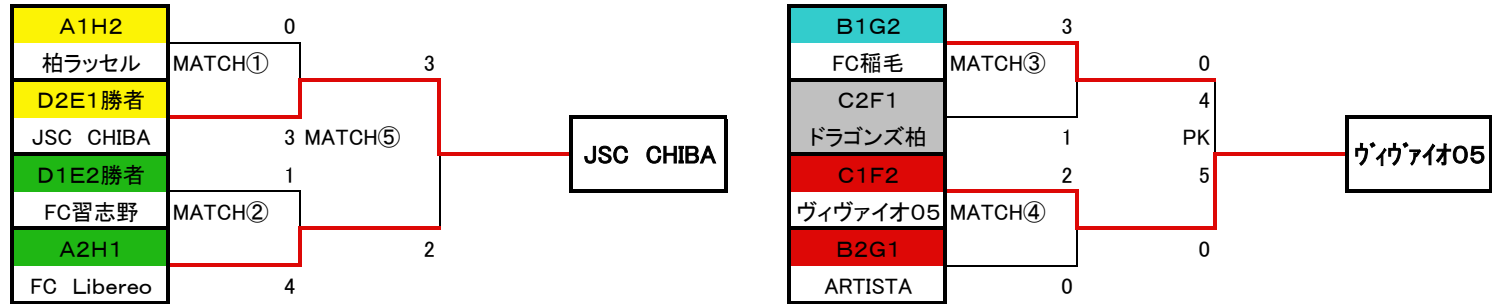 A1H2
0
柏ラッセル
MATCH①
3
D2E1勝者
JSC CHIBA
3
MATCH⑤
JSC CHIBA
D1E2勝者
1
FC習志野
MATCH②
A2H1
2
FC Libereo
4
B1G2
3
FC稲毛
MATCH③
0
C2F1
4
ドラゴンズ柏
1
PK
ヴィヴァイオ05
C1F2
2
5
ヴィヴァイオ05
MATCH④
B2G1
0
ARTISTA
0